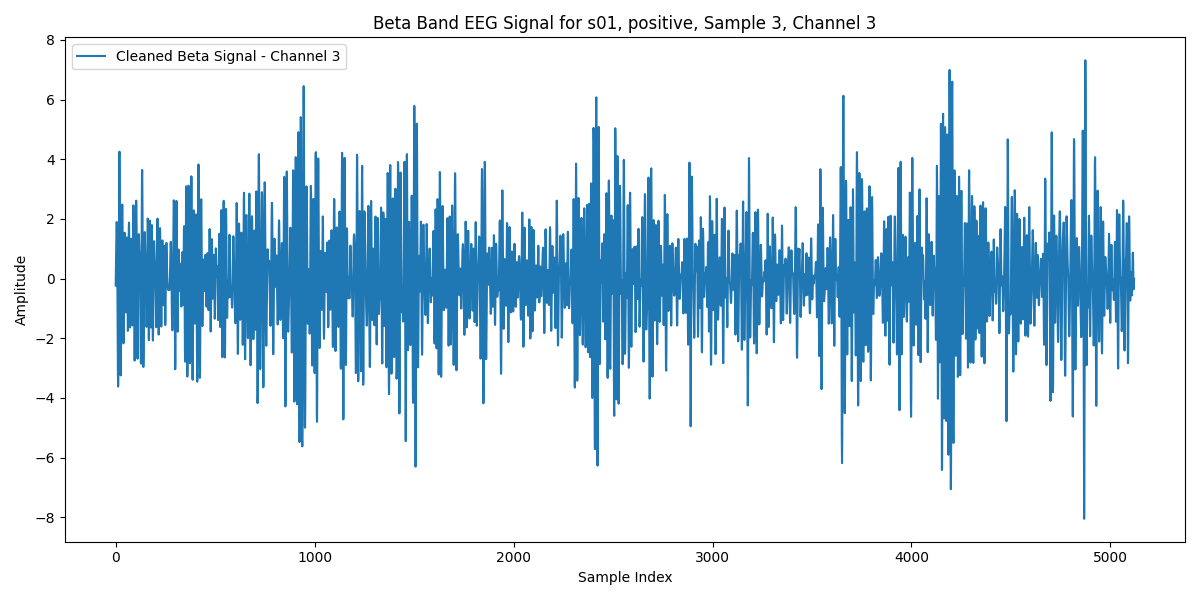 Beta Band EEG Signal for s01, positive, Sample 3, Channel 3
Cleaned Beta Signal - Channel 3
8
6
4
2
0
−2
−4
−6
−8
Amplitude
0 1000 2000 3000 4000 5000
Sample Index